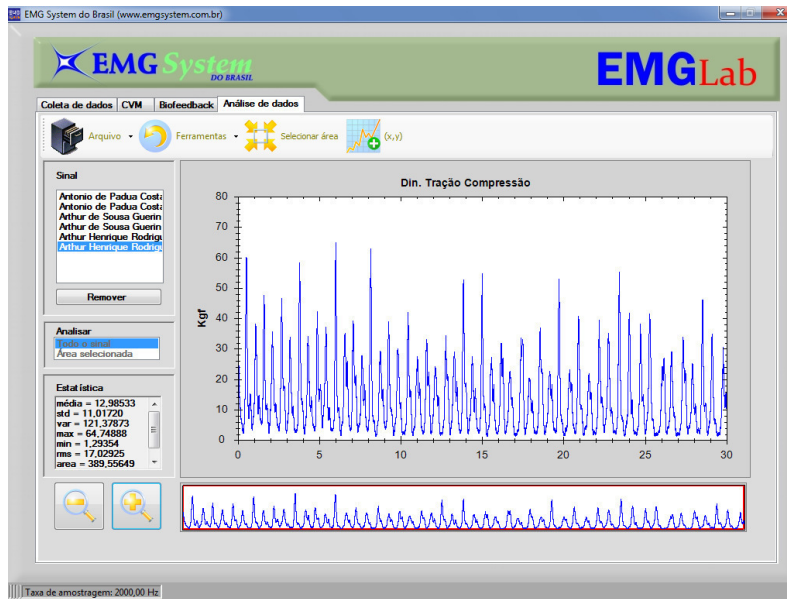 EMG System do Brasil (www.emgsystem.com.br)
EMG System
DO BRASIL
EMGLab
Coleta de dados CVM Biofeedback Análise de dados
Arquivo Ferramentas Selecionar área (x,y)
Sinal
Antonio de Padua Costa
Antonio de Padua Costa
Arthur de Sousa Guerin
Arthur de Sousa Guerin
Arthur Henrique Rodrigu
Arthur Henrique Rodrigu
Remover
Analisar
Todo o sinal
Área selecionada
Estatística
média = 12,98533
std = 11,01720
var = 121,37873
max = 64,74888
min = 1,29354
rms = 17,02925
area = 389,55649
Din. Tração Compressão
Kgf
80
70
60
50
40
30
20
10
0
0 5 10 15 20 25 30
Taxa de amostragem: 2000,00 Hz